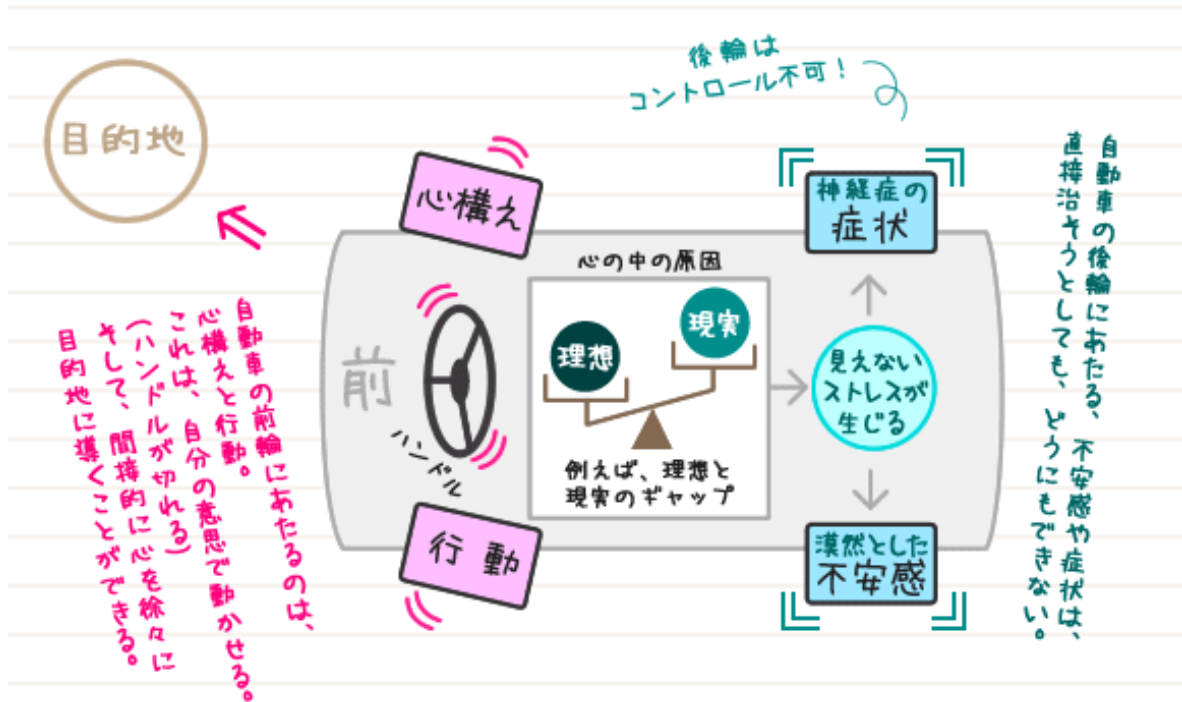 後輪は
コントロール不可！
目的地
心構え
神経症の
症状
心の中の原因
理想
現実
例えば、理想と
現実のギャップ
前
ハンドル
見えない
ストレスが
生じる
行動
漠然とした
不安感
自動車の前輪にあたるのは、
心構えと行動。
これは、自分の意思で動かせる。
（ハンドルが切れる）
そして、間接的に心を徐々に
目的地に導くことができる。
自動車の後輪にあたる、不安感や症状は、
直接治そうとしても、どうにもできない。